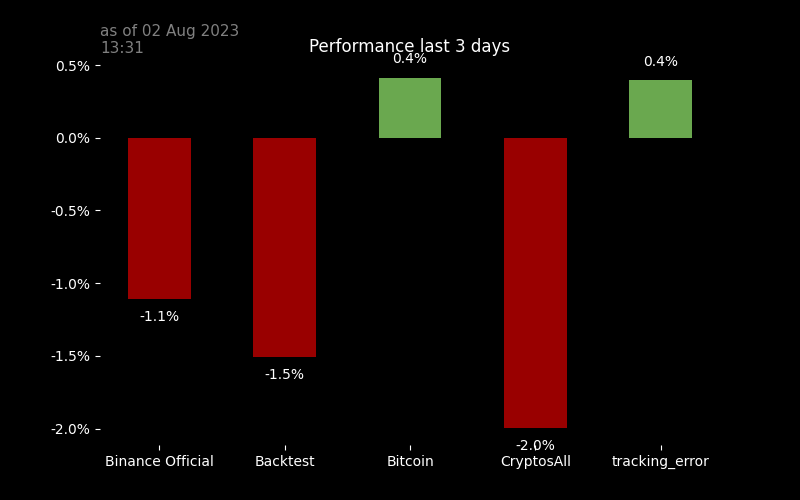 as of 02 Aug 2023
13:31
Performance last 3 days
0.5%
0.0%
-0.5%
-1.0%
-1.5%
-2.0%
-1.1%
-1.5%
0.4%
-2.0%
0.4%
Binance Official
Backtest
Bitcoin
CryptosAll
tracking_error